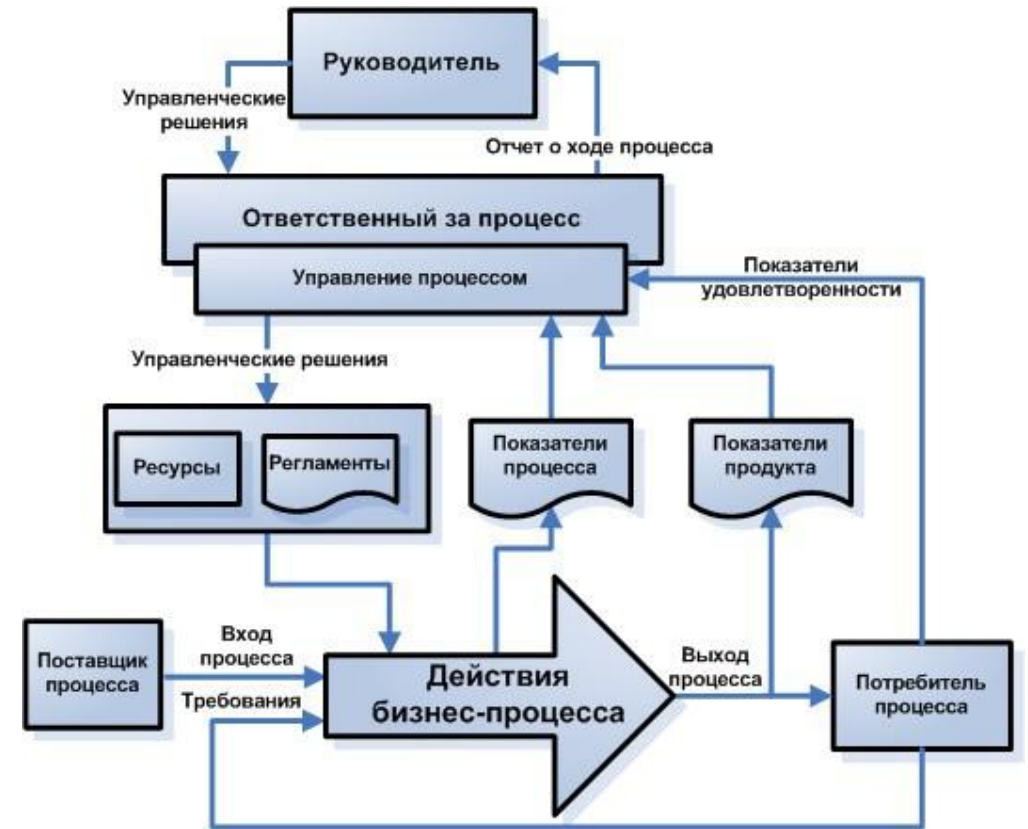 Руководитель
Управленческие
решения
Отчет о ходе процесса
Ответственный за процесс
Управление процессом
Показатели
удовлетворенности
Управленческие решения
Ресурсы
Регламенты
Показатели
процесса
Показатели
продукта
Поставщик
процесса
Вход
процесса
Требования
Действия
бизнес-процесса
Выход
процесса
Потребитель
процесса